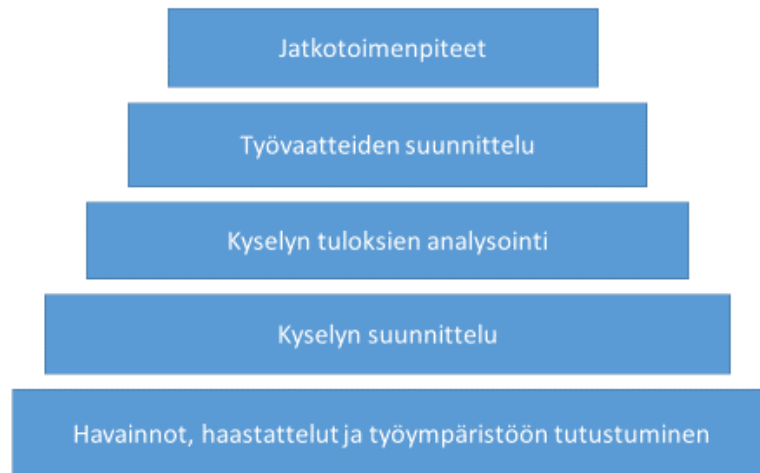 Jatkotoimenpiteet
Työvaatteiden suunnittelu
Kyselyn tuloksien analysointi
Kyselyn suunnittelu
Havainnot, haastattelut ja työympäristöön tutustuminen